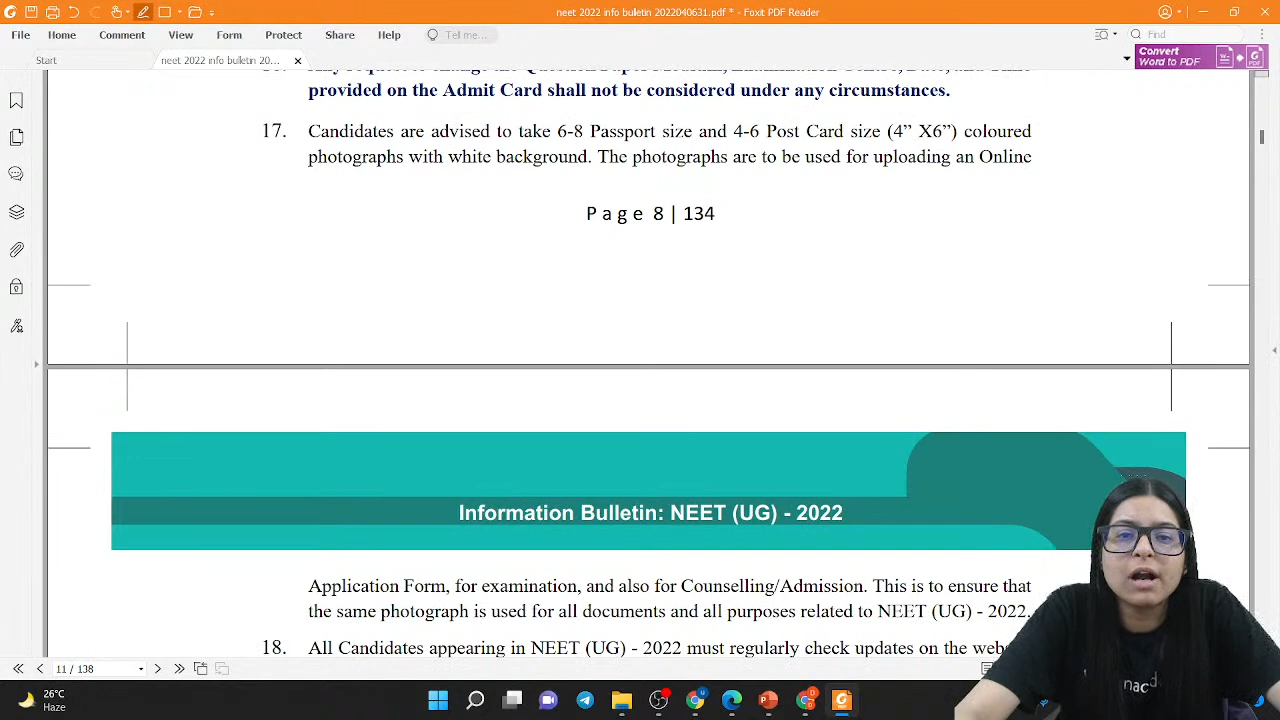 neet 2022 info buletin 2022040631.pdf * - Foxit PDF Reader
File Home Comment View Form Protect Share Help Tell me... Find
Start neet 2022 info buletin 20...
Convert
Word to PDF
provided on the Admit Card shall not be considered under any circumstances.
17. Candidates are advised to take 6-8 Passport size and 4-6 Post Card size (4” X6”) coloured
photographs with white background. The photographs are to be used for uploading an Online
Page 8 | 134
Information Bulletin: NEET (UG) - 2022
Application Form, for examination, and also for Counselling/Admission. This is to ensure that
the same photograph is used for all documents and all purposes related to NEET (UG) - 2022.
18. All Candidates appearing in NEET (UG) - 2022 must regularly check updates on the
11 / 138
26°C
Haze